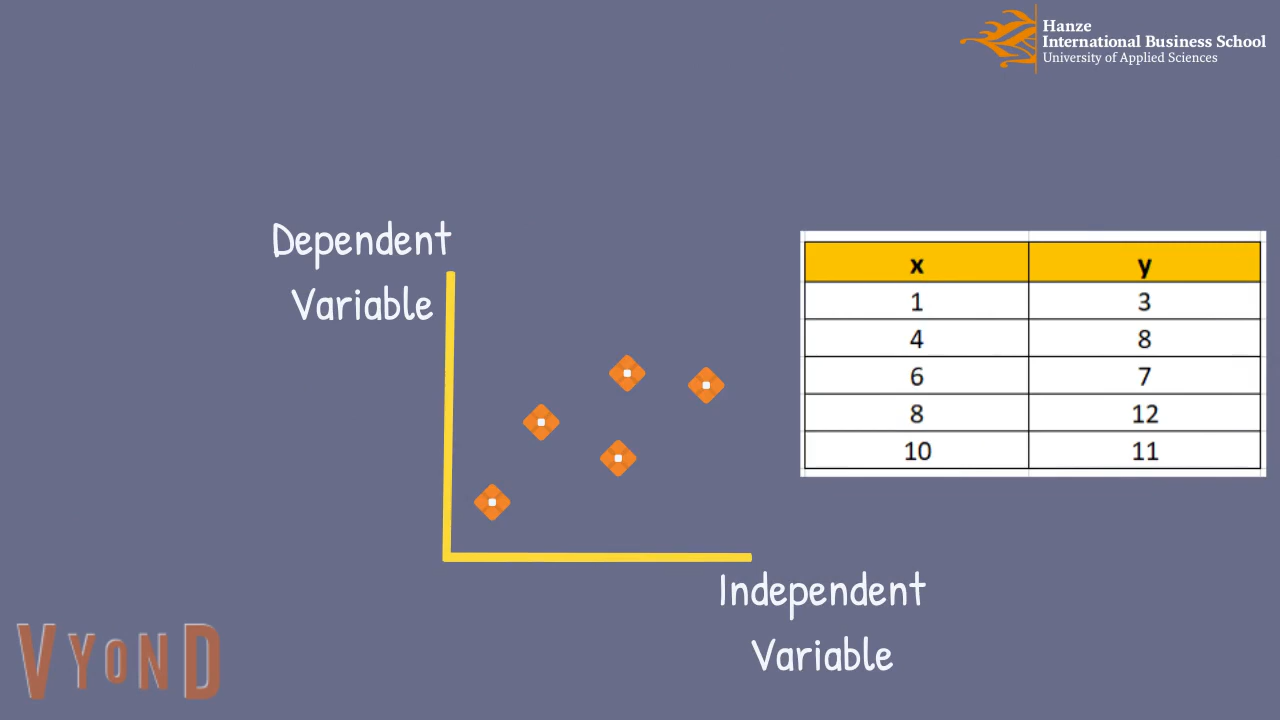 Hanze
International Business School
University of Applied Sciences
Dependent
Variable
x y
1 3
4 8
6 7
8 12
10 11
Independent
Variable
VYOND